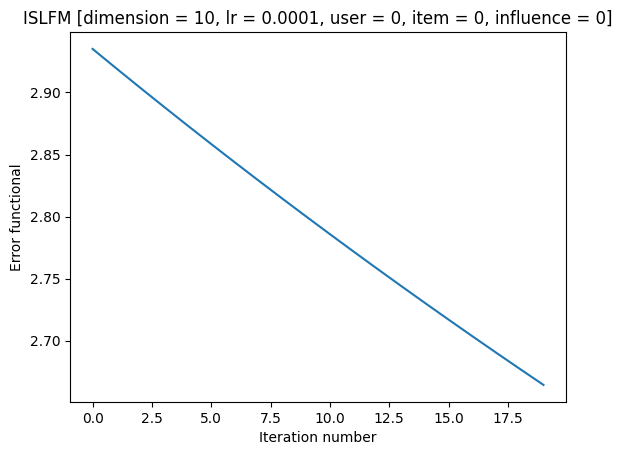 ISLFM [dimension = 10, lr = 0.0001, user = 0, item = 0, influence = 0]
2.90
2.85
2.80
2.75
2.70
Error functional
0.0 2.5 5.0 7.5 10.0 12.5 15.0 17.5
Iteration number